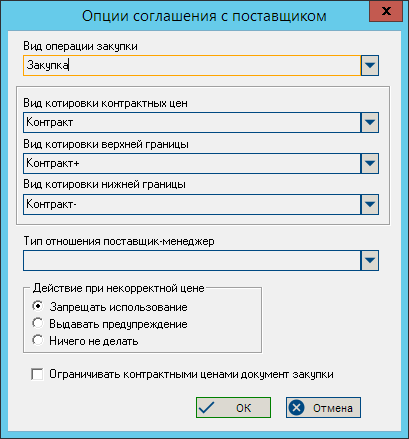 Опции соглашения с поставщиком
Вид операции закупки
Закупка
Вид котировки контрактных цен
Контракт
Вид котировки верхней границы
Контракт+
Вид котировки нижней границы
Контракт-
Тип отношения поставщик-менеджер
Действие при некорректной цене
Запрещать использование
Выдавать предупреждение
Ничего не делать
Ограничивать контрактными ценами документ закупки
ОК
Отмена